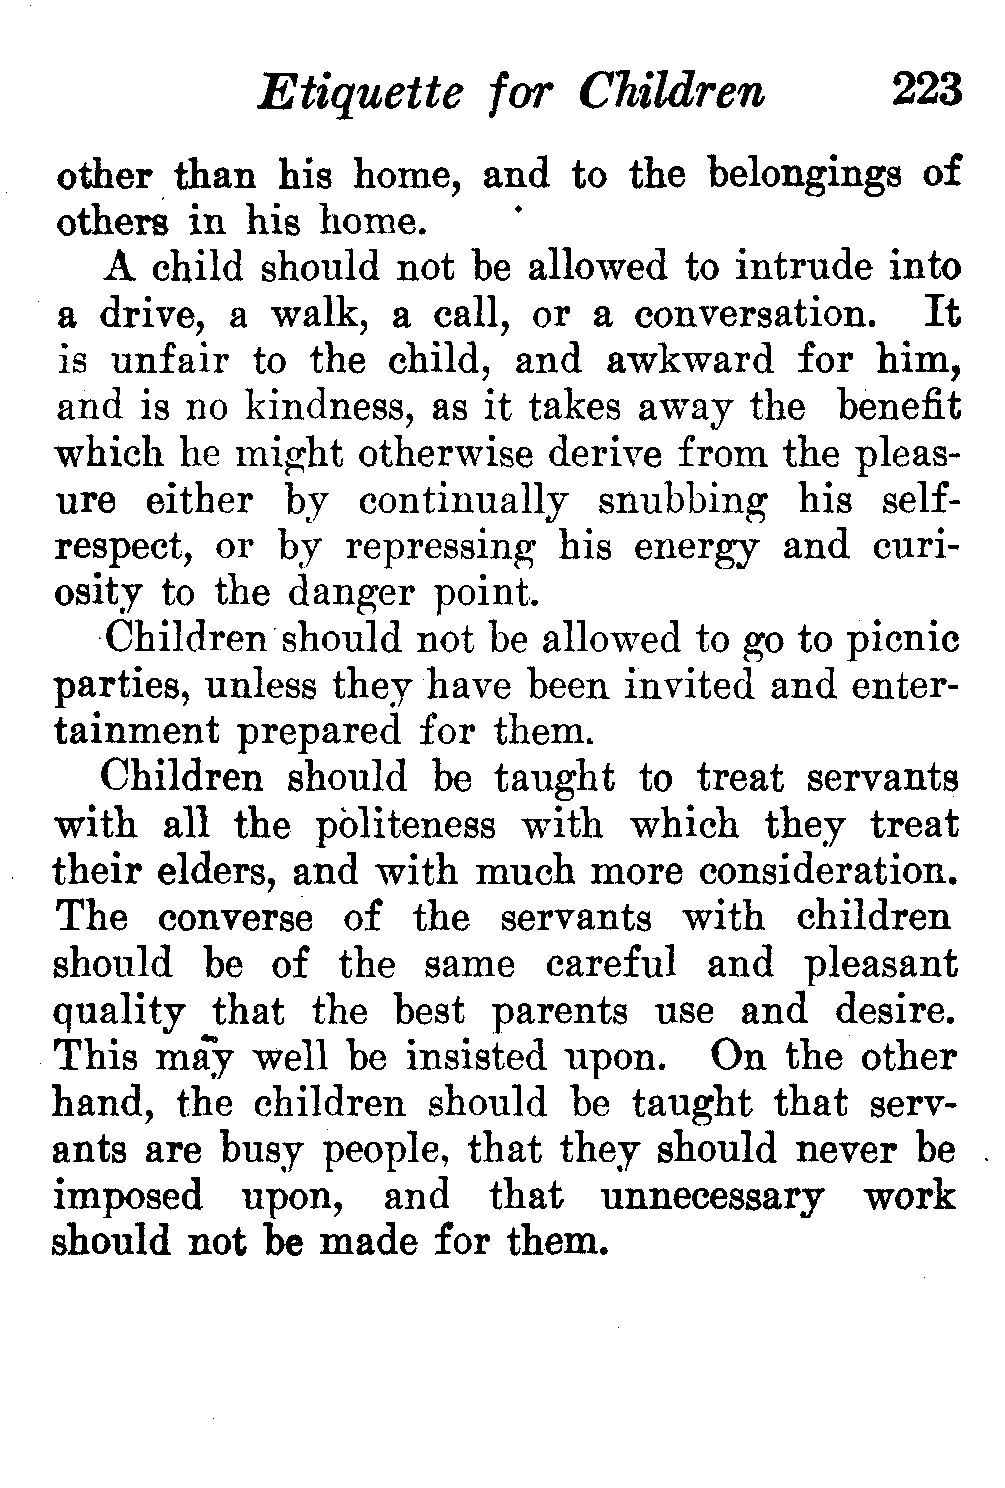 Etiquette for Children 223
other than his home, and to the belongings of
others in his home.
A child should not be allowed to intrude into
a drive, a walk, a call, or a conversation. It
is unfair to the child, and awkward for him,
and is no kindness, as it takes away the benefit
which he might otherwise derive from the pleas-
ure either by continually snubbing his self-
respect, or by repressing his energy and curi-
osity to the danger point.
Children should not be allowed to go to picnic
parties, unless they have been invited and enter-
tainment prepared for them.
Children should be taught to treat servants
with all the politeness with which they treat
their elders, and with much more consideration.
The converse of the servants with children
should be of the same careful and pleasant
quality that the best parents use and desire.
This may well be insisted upon. On the other
hand, the children should be taught that serv-
ants are busy people, that they should never be
imposed upon, and that unnecessary work
should not be made for them.